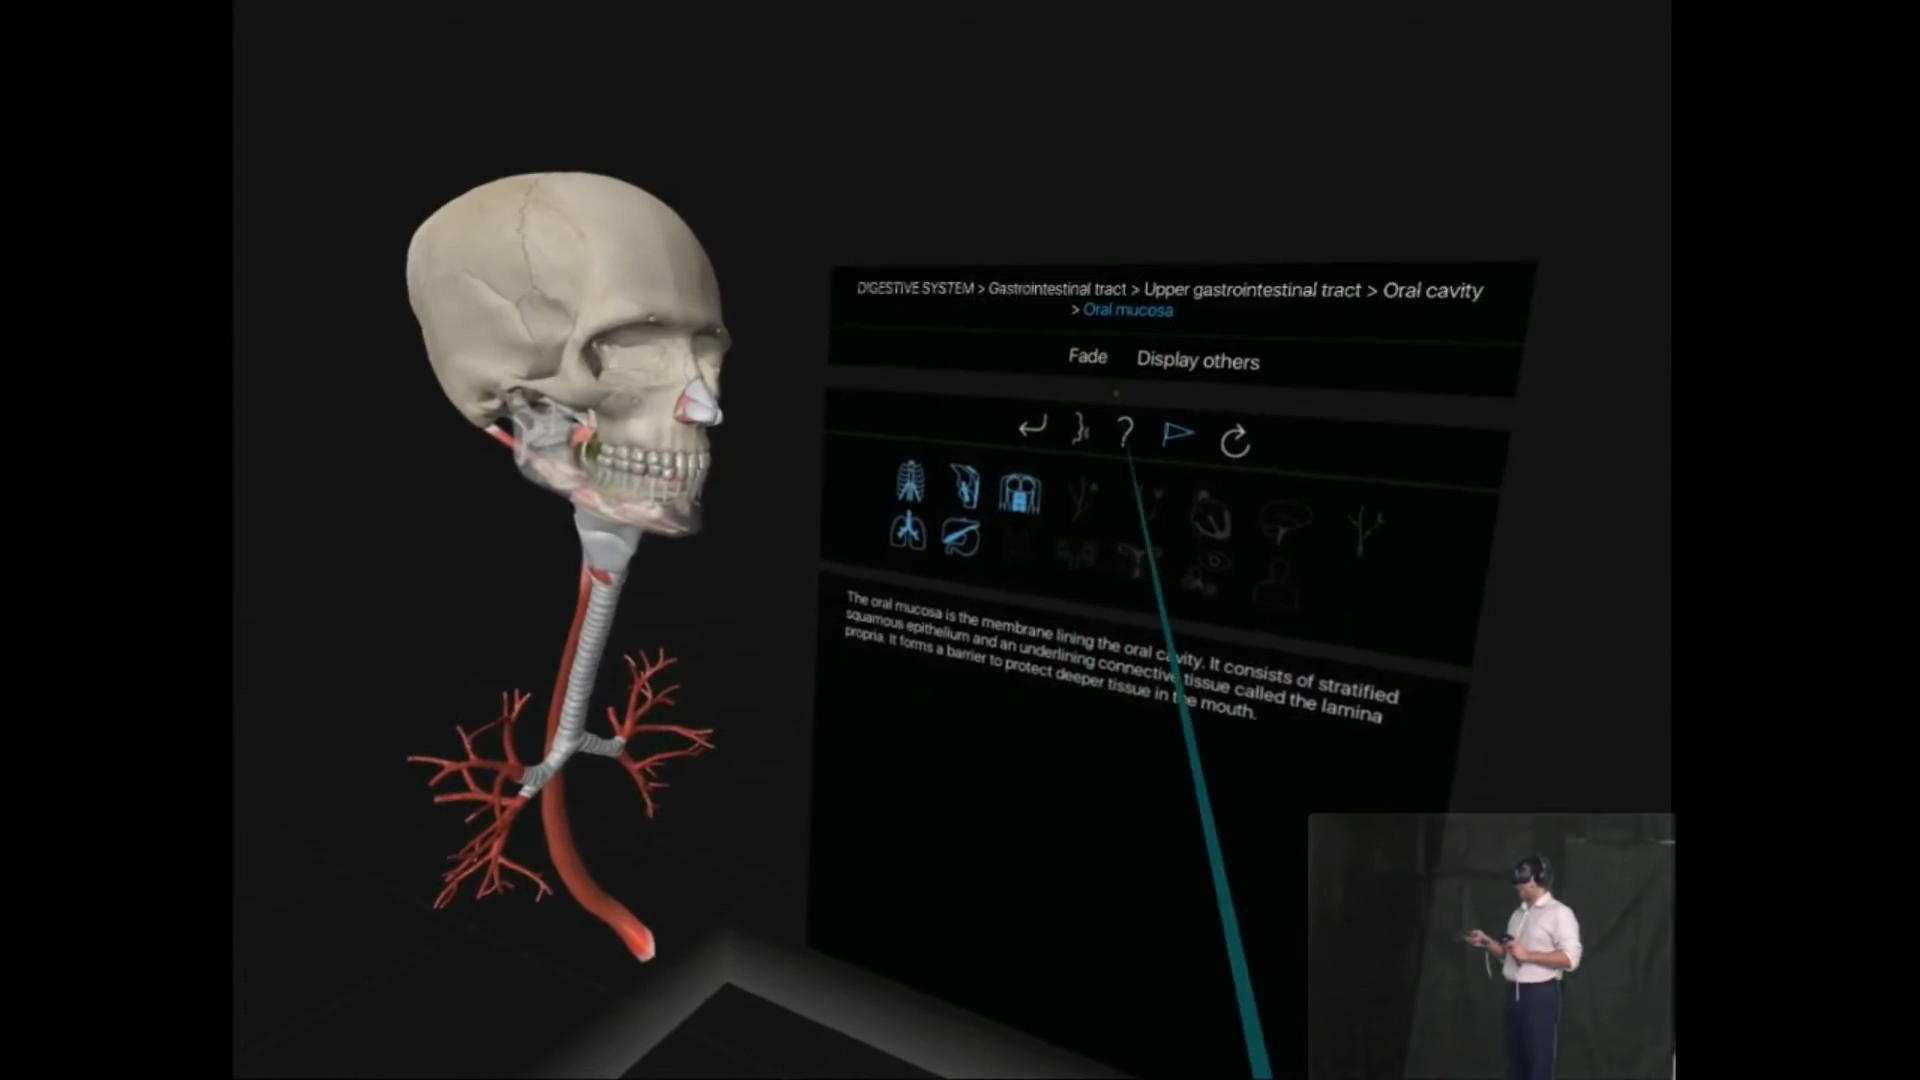 DIGESTIVE SYSTEM > Gastrointestinal tract > Upper gastrointestinal tract > Oral cavity
> Oral mucosa
Fade Display others
?
The oral mucosa is the membrane lining the oral cavity. It consists of stratified
squamous epithelium and an underlining connective tissue called the lamina
propria. It forms a barrier to protect deeper tissue in the mouth.